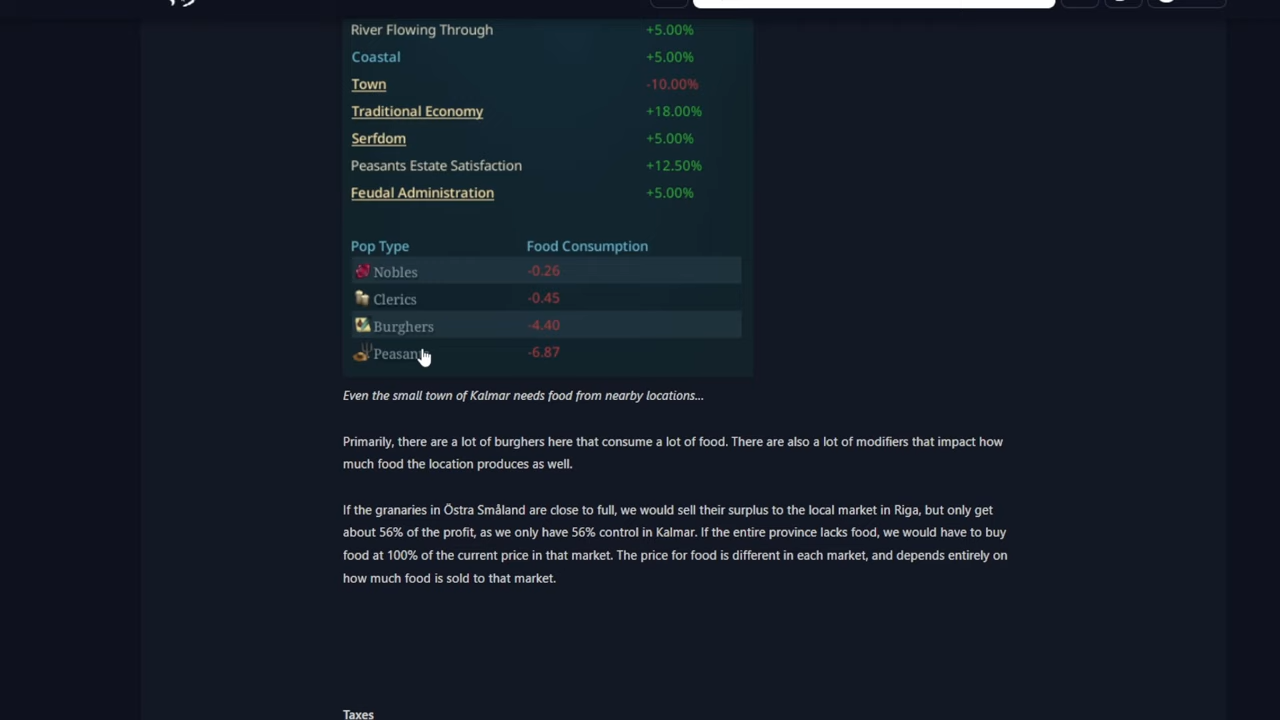 River Flowing Through +5.00%
Coastal +5.00%
Town -10.00%
Traditional Economy +18.00%
Serfdom +5.00%
Peasants Estate Satisfaction +12.50%
Feudal Administration +5.00%
Pop Type Food Consumption
Nobles -0.26
Clerics -0.45
Burghers -4.40
Peasants -6.87
Even the small town of Kalmar needs food from nearby locations...
Primarily, there are a lot of burghers here that consume a lot of food. There are also a lot of modifiers that impact how
much food the location produces as well.
If the granaries in Östra Småland are close to full, we would sell their surplus to the local market in Riga, but only get
about 56% of the profit, as we only have 56% control in Kalmar. If the entire province lacks food, we would have to buy
food at 100% of the current price in that market. The price for food is different in each market, and depends entirely on
how much food is sold to that market.
Taxes